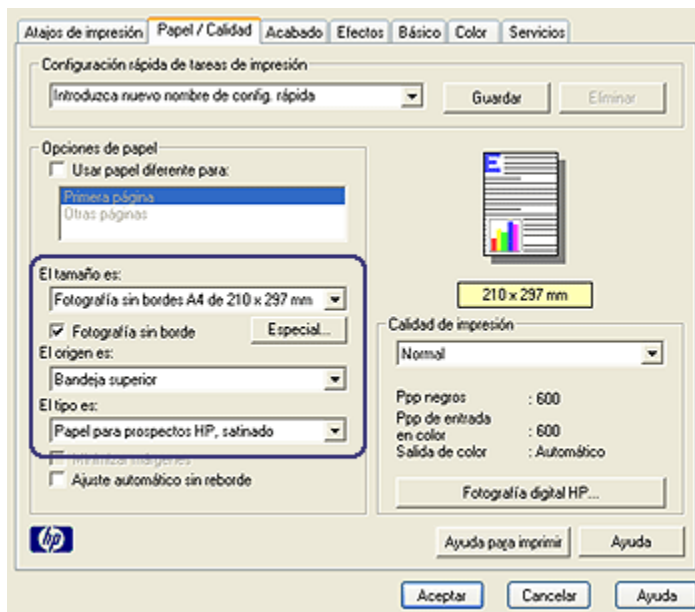 Atajos de impresión Papel / Calidad Acabado Efectos Básico Color Servicios
Configuración rápida de tareas de impresión
Introduzca nuevo nombre de config. rápida Guardar Eliminar
Opciones de papel
Usar papel diferente para:
Primera página
Otras páginas
E
El tamaño es:
Fotografía sin bordes A4 de 210 x 297 mm
210 x 297 mm
Fotografía sin borde Especial...
Calidad de impresión
El origen es:
Normal
Bandeja superior
El tipo es:
Papel para prospectos HP, satinado
Ppp negros : 600
Ppp de entrada
en color : 600
Salida de color : Automático
Minimizar márgenes
Ajuste automático sin reborde
Fotografía digital HP...
hp
Ayuda para imprimir Ayuda
Aceptar Cancelar Ayuda